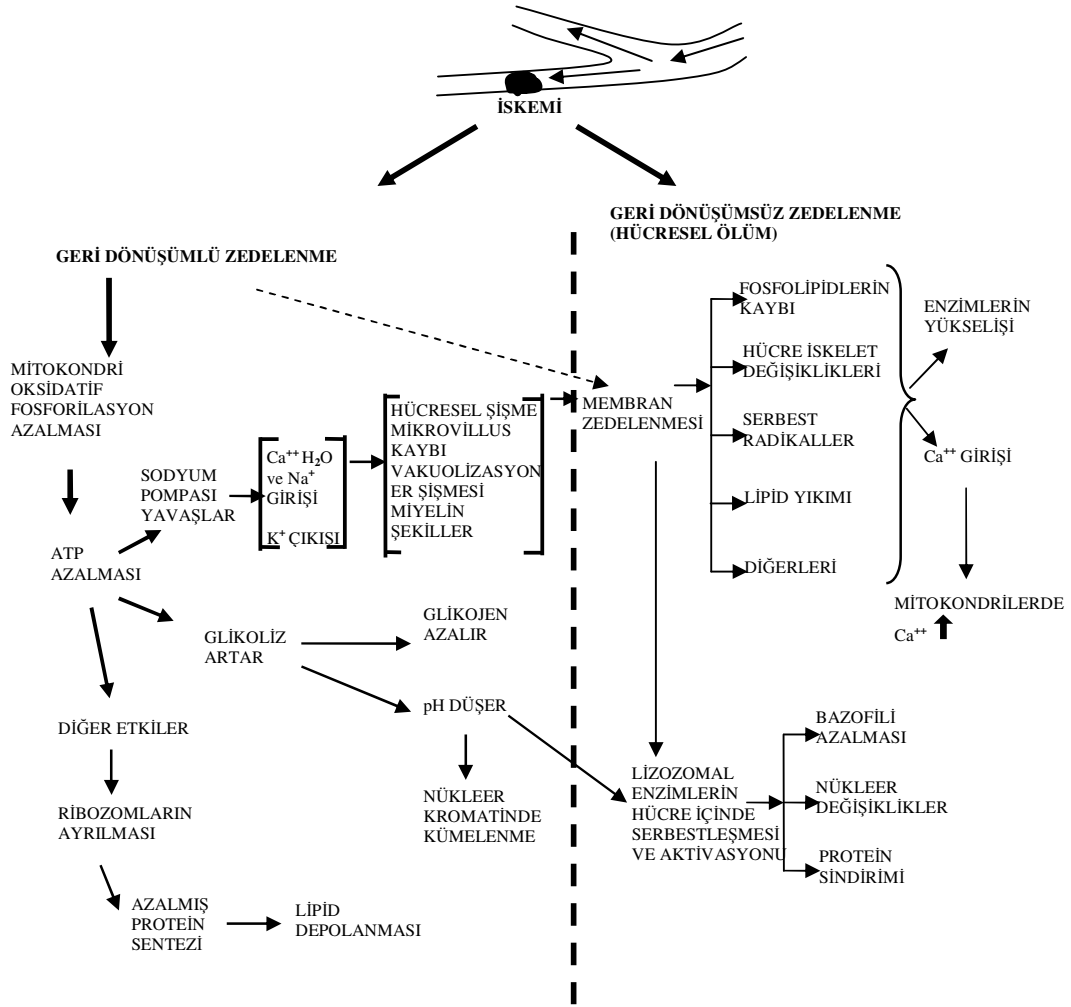 İSKEMİ
GERİ DÖNÜŞÜMLÜ ZEDELENME
MİTOKONDRİ
OKSİDATİF
FOSFORİLASYON
AZALMASI
ATP
AZALMASI
SODYUM
POMPASI
YAVAŞLAR
Ca⁺⁺ H₂O
ve Na⁺
GİRİŞİ
K⁺ ÇIKIŞI
HÜCRESEL ŞİŞME
MİKROVİLLUS
KAYBI
VAKUOLİZASYON
ER ŞİŞMESİ
MİYELİN
ŞEKİLLER
GLİKOLİZ
ARTAR
GLİKOJEN
AZALIR
pH DÜŞER
NÜKLEER
KROMATİNDE
KÜMELENME
DİĞER ETKİLER
RİBOZOMLARIN
AYRILMASI
AZALMIŞ
PROTEİN
SENTEZİ
LİPİD
DEPOLANMASI
GERİ DÖNÜŞÜMSÜZ ZEDELENME
(HÜCRESEL ÖLÜM)
MEMBRAN
ZEDELENMESİ
FOSFOLİPİDLERİN
KAYBI
HÜCRE İSKELET
DEĞİŞİKLİKLERİ
SERBEST
RADİKALLER
LİPİD YIKIMI
DİĞERLERİ
ENZİMLERİN
YÜKSELİŞİ
Ca⁺⁺ GİRİŞİ
MİTOKONDRİLERDE
Ca⁺⁺
LİZOZOMAL
ENZİMLERİN
HÜCRE İÇİNDE
SERBESTLEŞMESİ
VE AKTİVASYONU
BAZOFİLİ
AZALMASI
NÜKLEER
DEĞİŞİKLİKLER
PROTEİN
SİNDİRİMİ